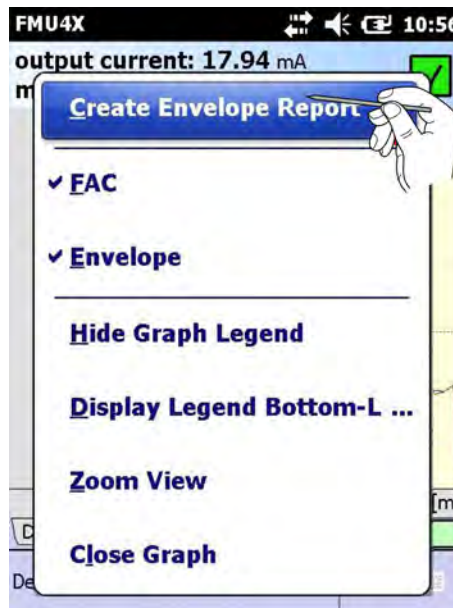 FMU4X 10:56
output current: 17.94 mA
m
Create Envelope Report
FAC
Envelope
Hide Graph Legend
Display Legend Bottom-L ...
Zoom View
[m
Close Graph
De